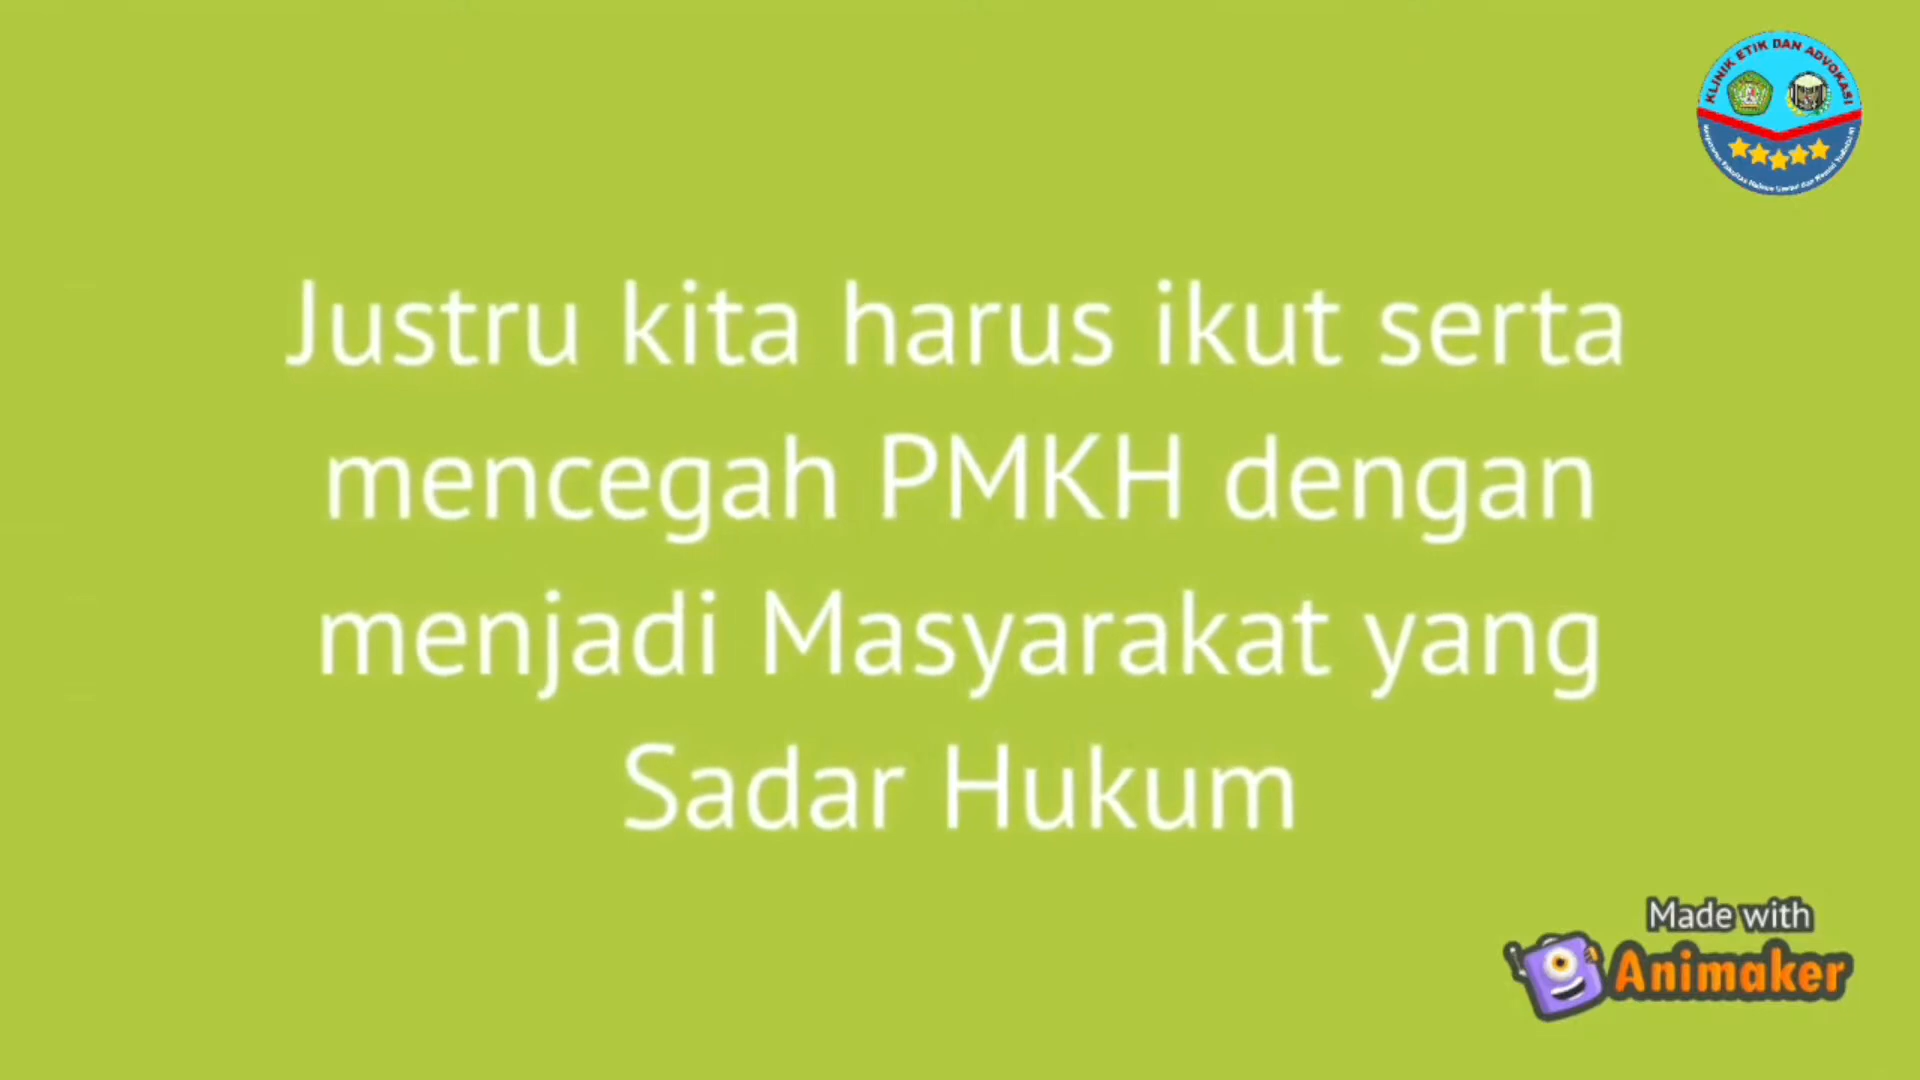 KLINIK ETIK DAN ADVOKASI
Justru kita harus ikut serta
mencegah PMKH dengan
menjadi Masyarakat yang
Sadar Hukum
Made with
Animaker